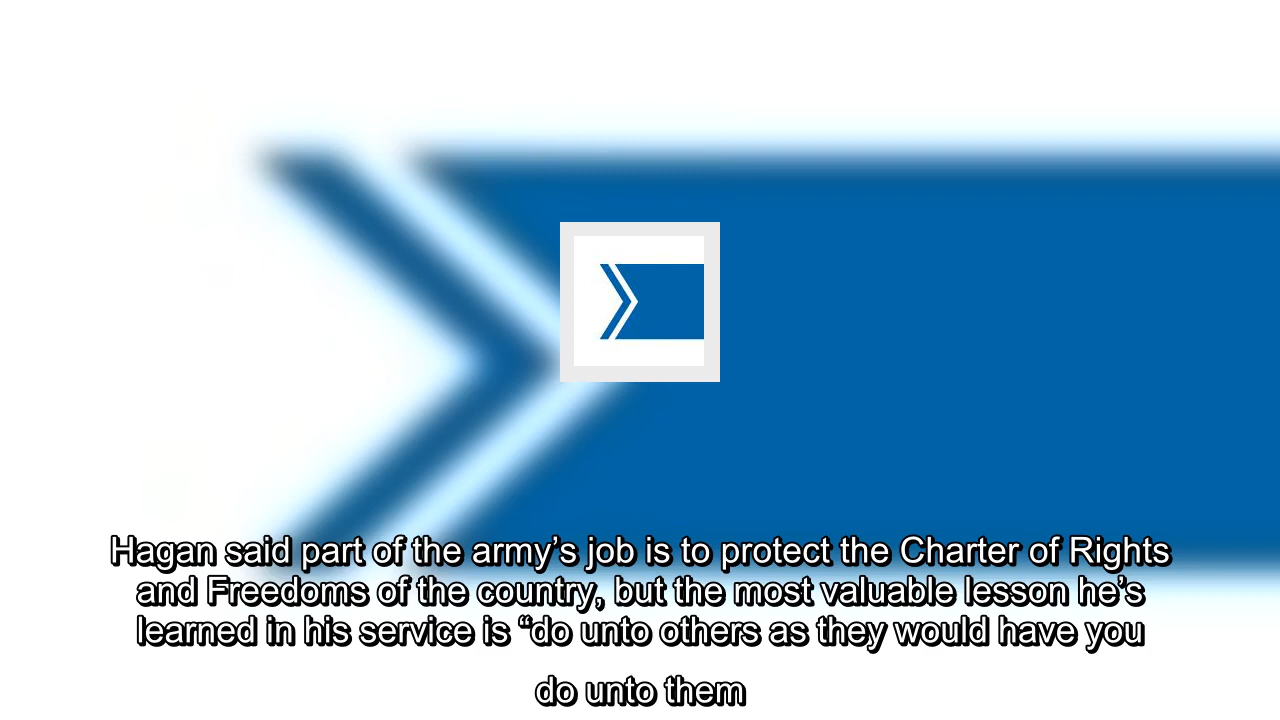 Hagan said part of the army’s job is to protect the Charter of Rights
and Freedoms of the country, but the most valuable lesson he’s
learned in his service is “do unto others as they would have you
do unto them